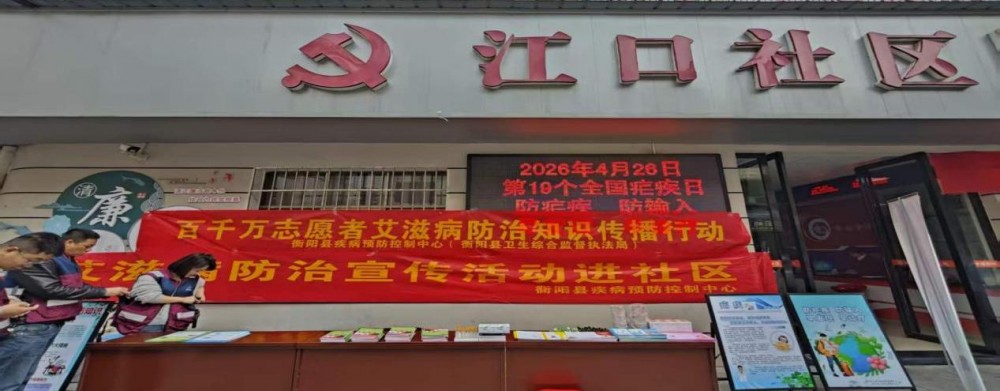 江口社区
2026年4月26日
第19个全国疟疾日
防疟疾 防输入
清
廉
百千万志愿者艾滋病防治知识传播行动
衡阳县疾病预防控制中心(衡阳县卫生综合监督执法局)
艾滋病防治宣传活动进社区
衡阳县疾病预防控制中心